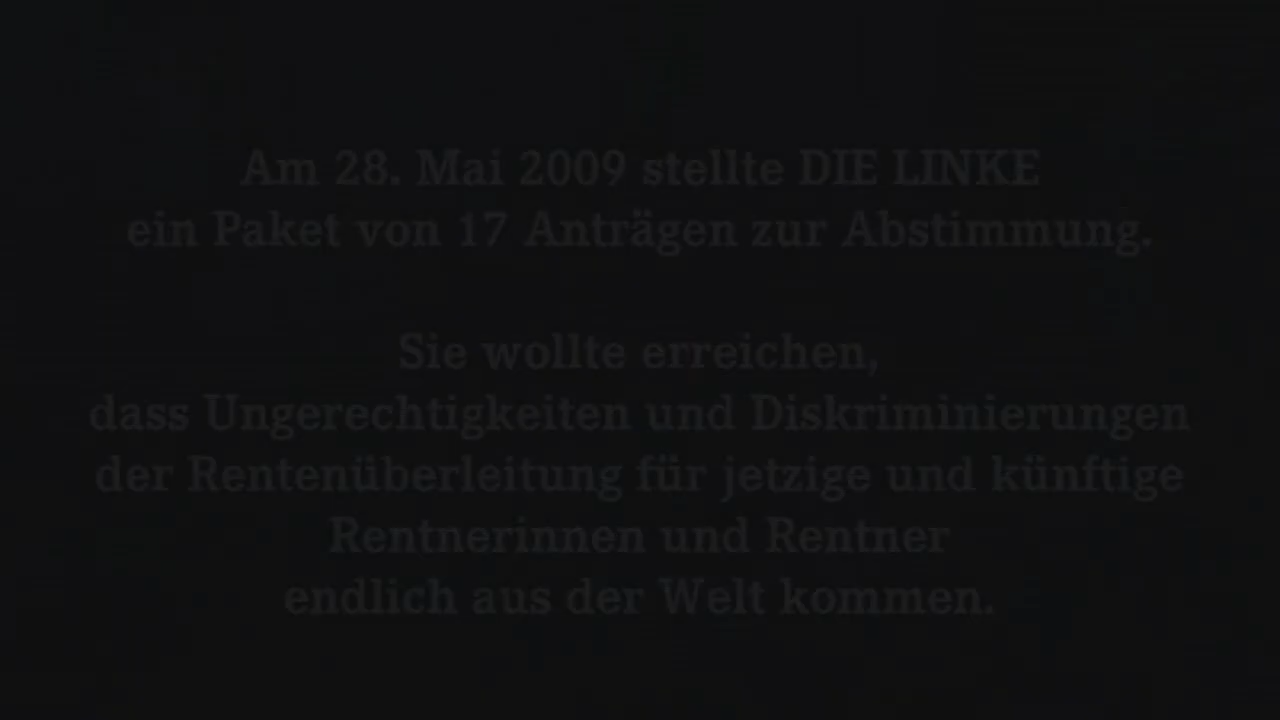 Am 28. Mai 2009 stellte DIE LINKE
ein Paket von 17 Anträgen zur Abstimmung.
Sie wollte erreichen,
dass Ungerechtigkeiten und Diskriminierungen
der Rentenüberleitung für jetzige und künftige
Rentnerinnen und Rentner
endlich aus der Welt kommen.